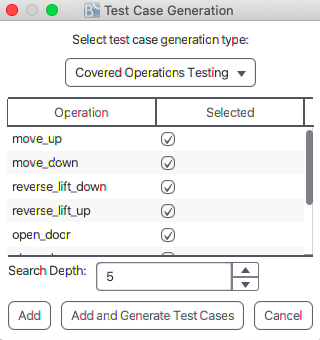 Test Case Generation
Select test case generation type:
Covered Operations Testing
Operation Selected
move_up
move_down
reverse_lift_down
reverse_lift_up
open_door
Search Depth: 5
Add Add and Generate Test Cases Cancel